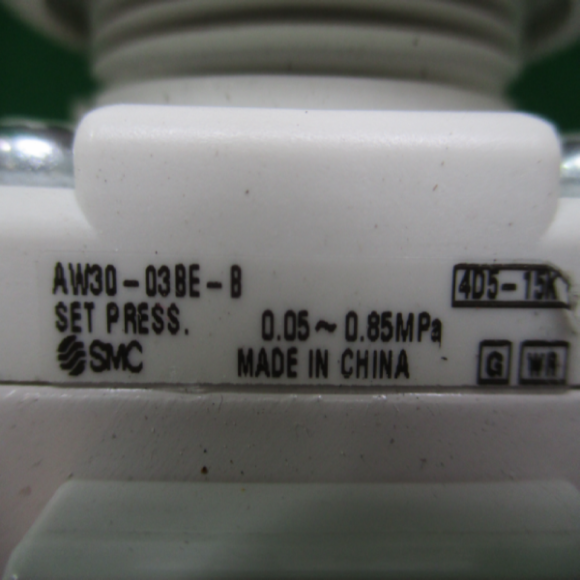 AW30-03BE-B
4D5-15K
SET PRESS. 0.05~0.85MPa
SMC MADE IN CHINA G WR